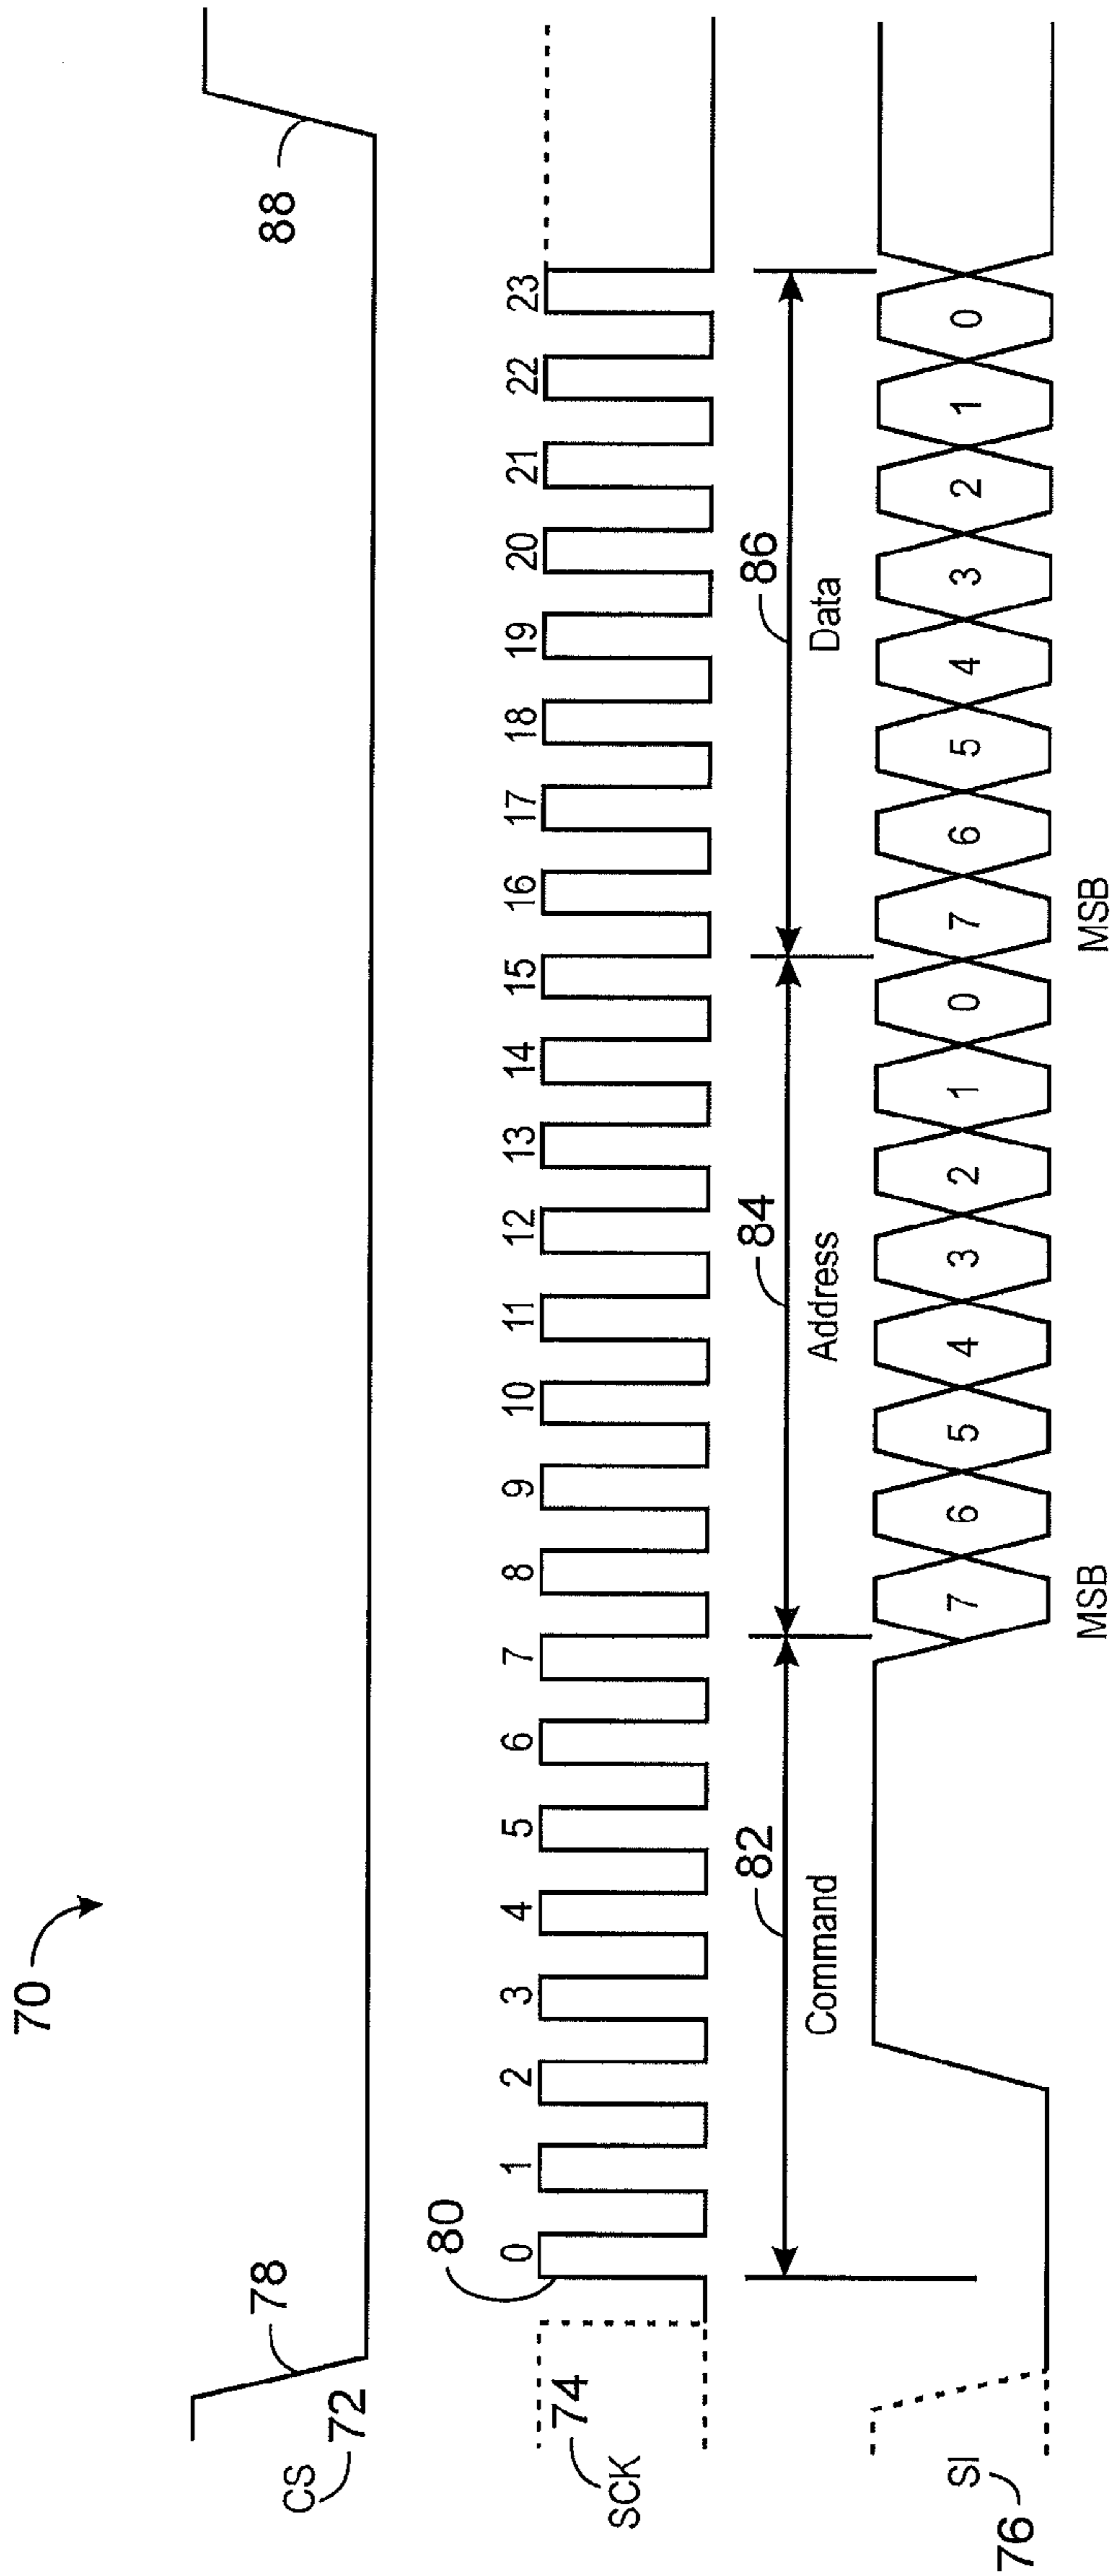 70
78
88
CS
72
80
0 1 2 3 4 5 6 7 8 9 10 11 12 13 14 15 16 17 18 19 20 21 22 23
74
SCK
82 84 86
Command Address Data
SI
76
7 6 5 4 3 2 1 0 7 6 5 4 3 2 1 0
MSB MSB